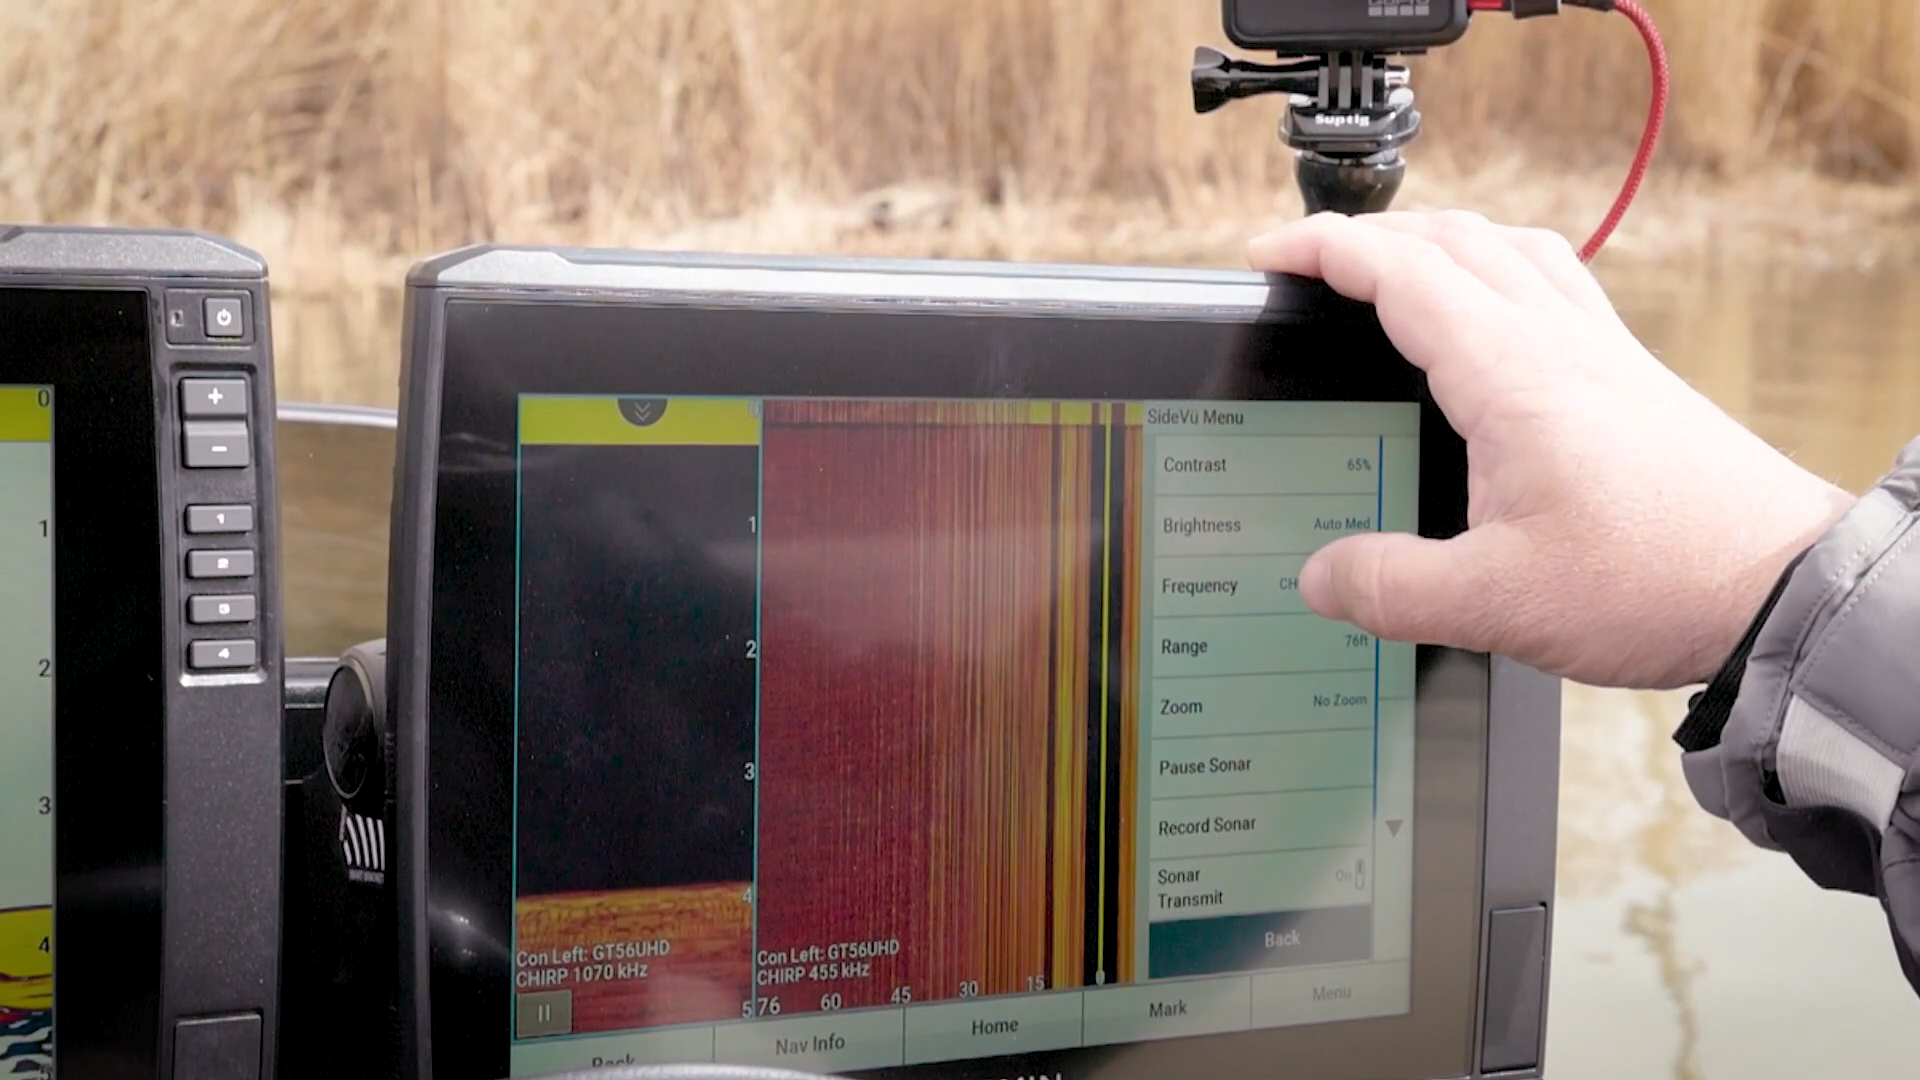 Suptig
0
1
2
3
4
+
-
1
2
3
4
1
2
3
4
5
Con Left: GT56UHD
CHIRP 1070 kHz
Con Left: GT56UHD
CHIRP 455 kHz
76 60 45 30 15 0
SideVü Menu
Contrast 65%
Brightness Auto Med
Frequency
Range 76ft
Zoom No Zoom
Pause Sonar
Record Sonar
Sonar On
Transmit
Back
Back Nav Info Home Mark Menu